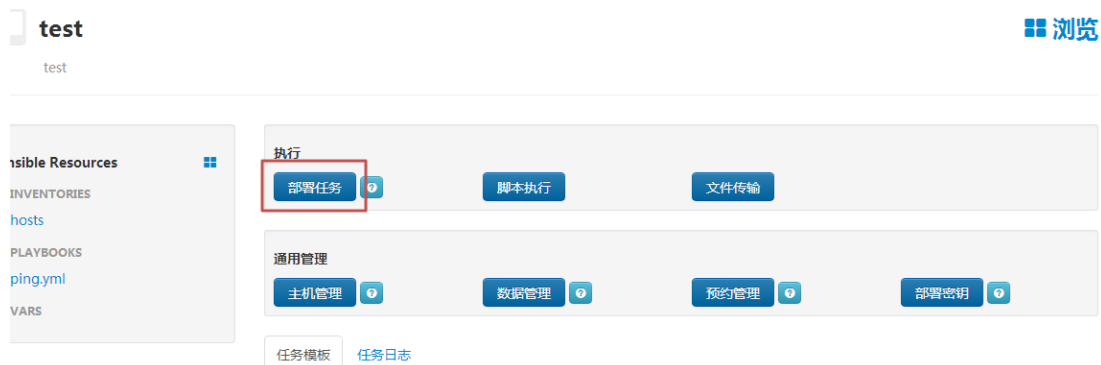 test
浏览
test
nsible Resources
INVENTORIES
hosts
PLAYBOOKS
ping.yml
VARS
执行
部署任务 ? 脚本执行 文件传输
通用管理
主机管理 ? 数据管理 ? 预约管理 ? 部署密钥 ?
任务模板 任务日志